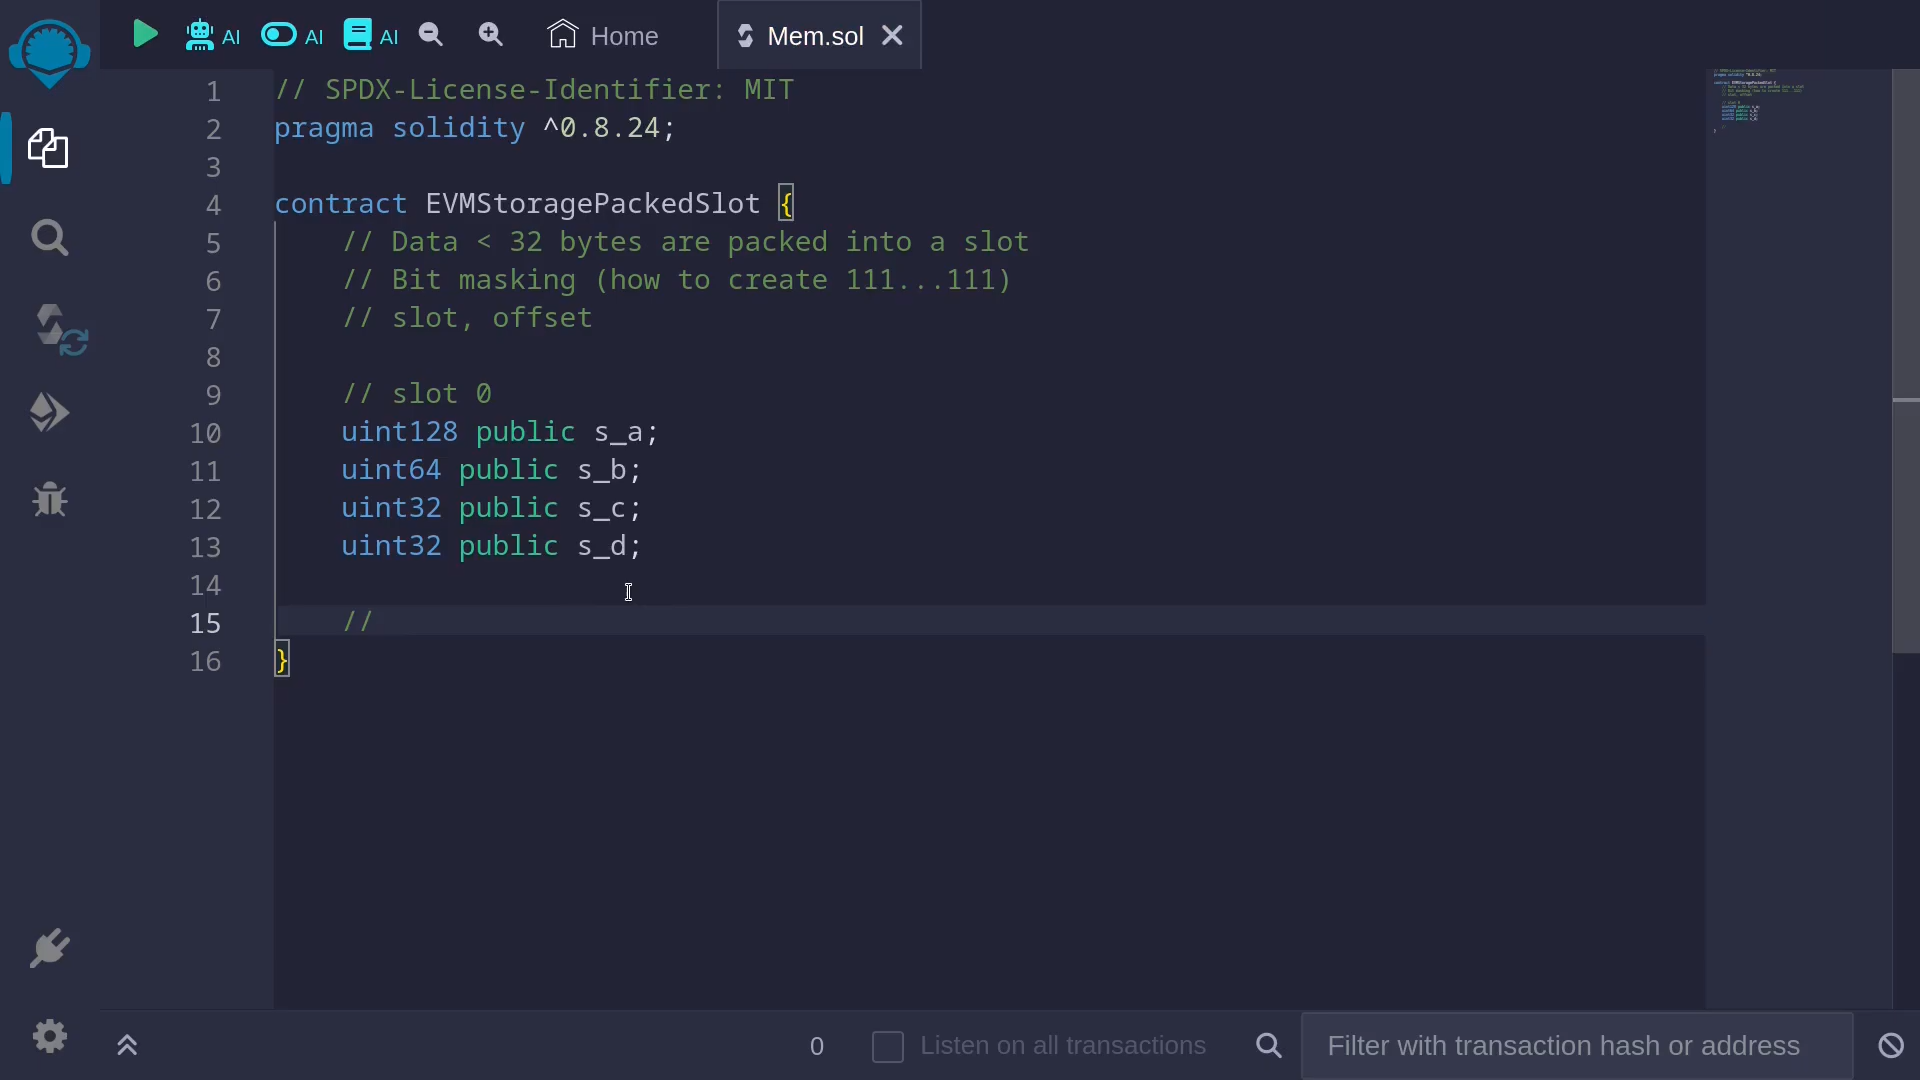 AI AI AI Home Mem.sol
1 // SPDX-License-Identifier: MIT
2 pragma solidity ^0.8.24;
3
4 contract EVMStoragePackedSlot {
5 // Data < 32 bytes are packed into a slot
6 // Bit masking (how to create 111...111)
7 // slot, offset
8
9 // slot 0
10 uint128 public s_a;
11 uint64 public s_b;
12 uint32 public s_c;
13 uint32 public s_d;
14
15 //
16 }
0 Listen on all transactions Filter with transaction hash or address